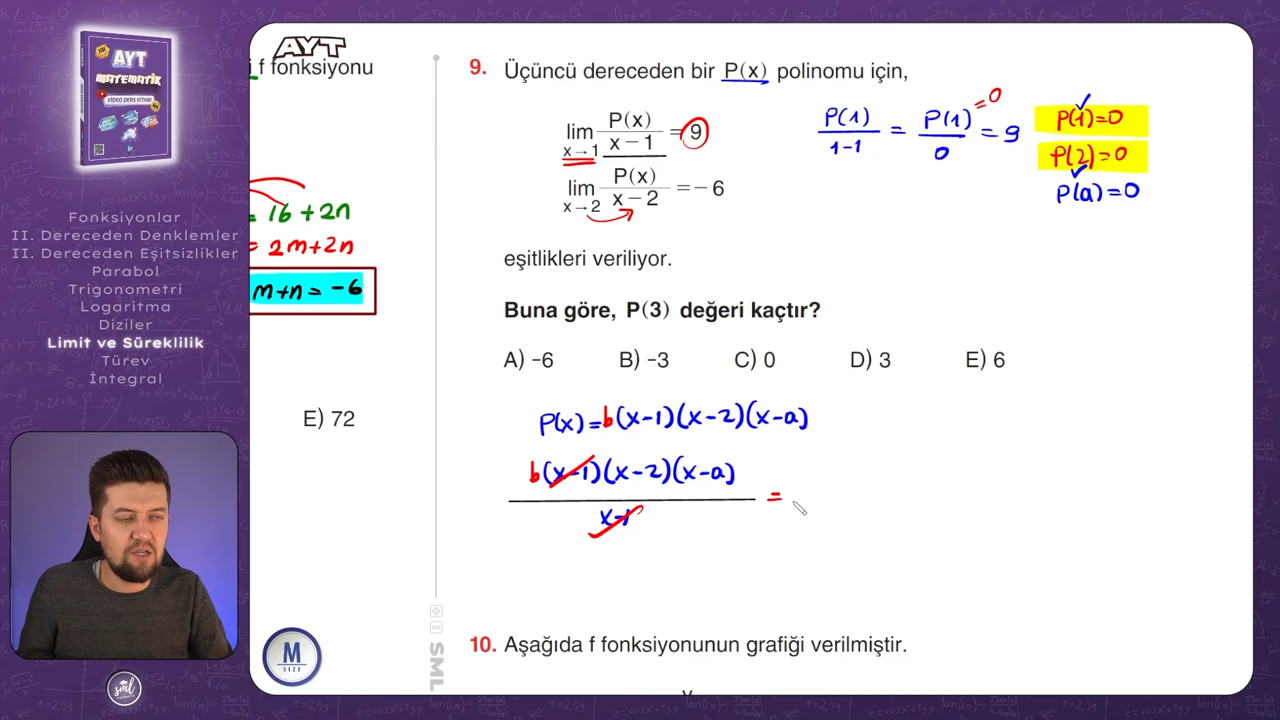 AYT
MATEMATİK
VİDEO DERS KİTABI
Fonksiyonlar
II. Dereceden Denklemler
II. Dereceden Eşitsizlikler
Parabol
Trigonometri
Logaritma
Diziler
Limit ve Süreklilik
Türev
İntegral
sml
AYT
i f fonksiyonu
= 16 + 2n
= 2m+2n
m+n = -6
E) 72
M
SIZE
SML
9. Üçüncü dereceden bir P(x) polinomu için,
lim x→1 P(x) / x − 1 = 9
lim x→2 P(x) / x − 2 = − 6
P(1) / 1-1 = P(1) / 0 = 9
=0
P(1)=0
P(2)=0
P(a)=0
eşitlikleri veriliyor.
Buna göre, P(3) değeri kaçtır?
A) −6 B) −3 C) 0 D) 3 E) 6
P(x)=b(x-1)(x-2)(x-a)
b(x-1)(x-2)(x-a)
x-1
=
10. Aşağıda f fonksiyonunun grafiği verilmiştir.